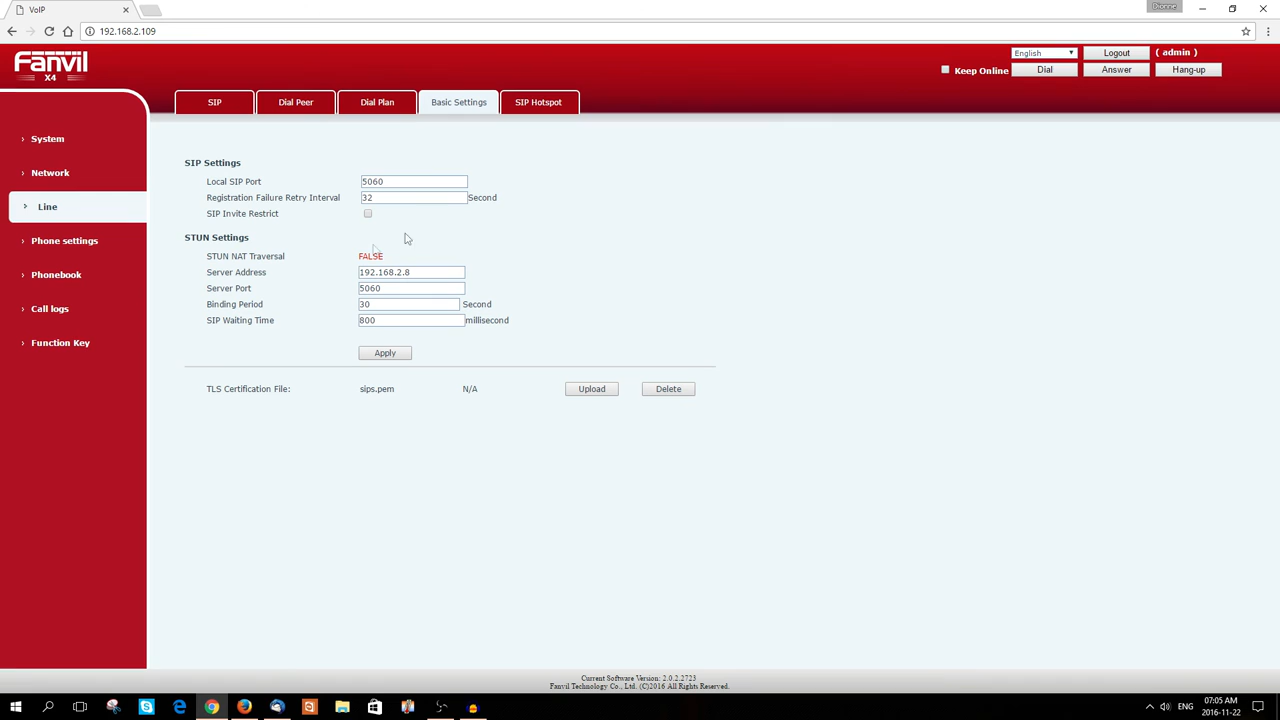 VoIP
Dionne
192.168.2.109
Fanvil
X4
English
Logout
( admin )
Keep Online
Dial
Answer
Hang-up
SIP
Dial Peer
Dial Plan
Basic Settings
SIP Hotspot
System
Network
Line
Phone settings
Phonebook
Call logs
Function Key
SIP Settings
Local SIP Port 5060
Registration Failure Retry Interval 32 Second
SIP Invite Restrict
STUN Settings
STUN NAT Traversal FALSE
Server Address 192.168.2.8
Server Port 5060
Binding Period 30 Second
SIP Waiting Time 800 millisecond
Apply
TLS Certification File: sips.pem N/A Upload Delete
Current Software Version: 2.0.2.2723
Fanvil Technology Co., Ltd. (C)2016 All Rights Reserved.
ENG
07:05 AM
2016-11-22